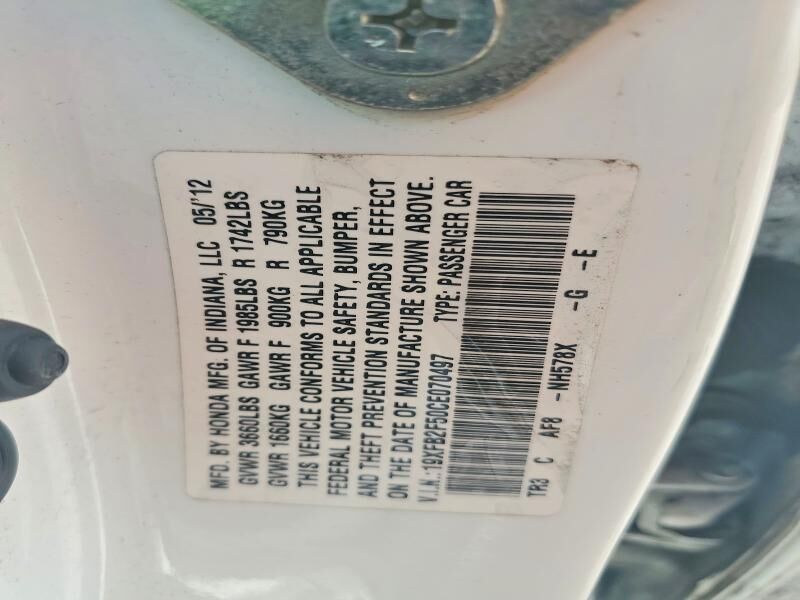 MFD. BY HONDA MFG. OF INDIANA, LLC 05/'12
GVWR 3660LBS GAWR F 1985LBS R 1742LBS
GVWR 1660KG GAWR F 900KG R 790KG
THIS VEHICLE CONFORMS TO ALL APPLICABLE
FEDERAL MOTOR VEHICLE SAFETY, BUMPER,
AND THEFT PREVENTION STANDARDS IN EFFECT
ON THE DATE OF MANUFACTURE SHOWN ABOVE.
V.I.N.:19XFB2F50CE070497 TYPE: PASSENGER CAR
TR3 C AF8 -NH578X -G -E